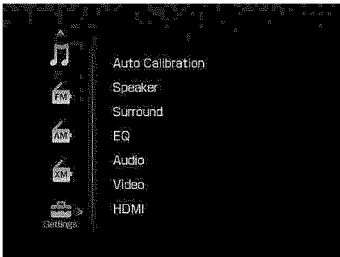 Auto Calibration
FM
Speaker
Surround
AM
EQ
Audio
XM
Video
HDMI
Settings